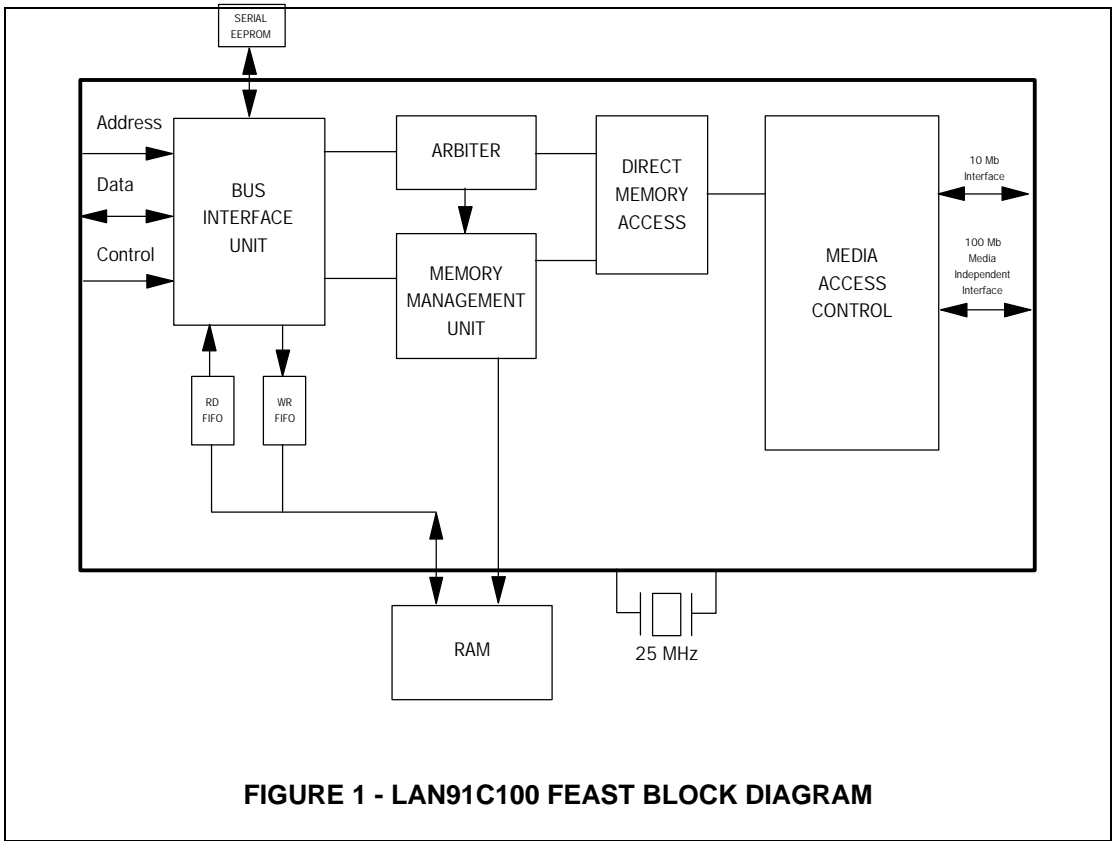 SERIAL
EEPROM
Address
Data
Control
BUS
INTERFACE
UNIT
ARBITER
MEMORY
MANAGEMENT
UNIT
DIRECT
MEMORY
ACCESS
MEDIA
ACCESS
CONTROL
10 Mb
Interface
100 Mb
Media
Independent
Interface
RD
FIFO
WR
FIFO
RAM
25 MHz
FIGURE 1 - LAN91C100 FEAST BLOCK DIAGRAM